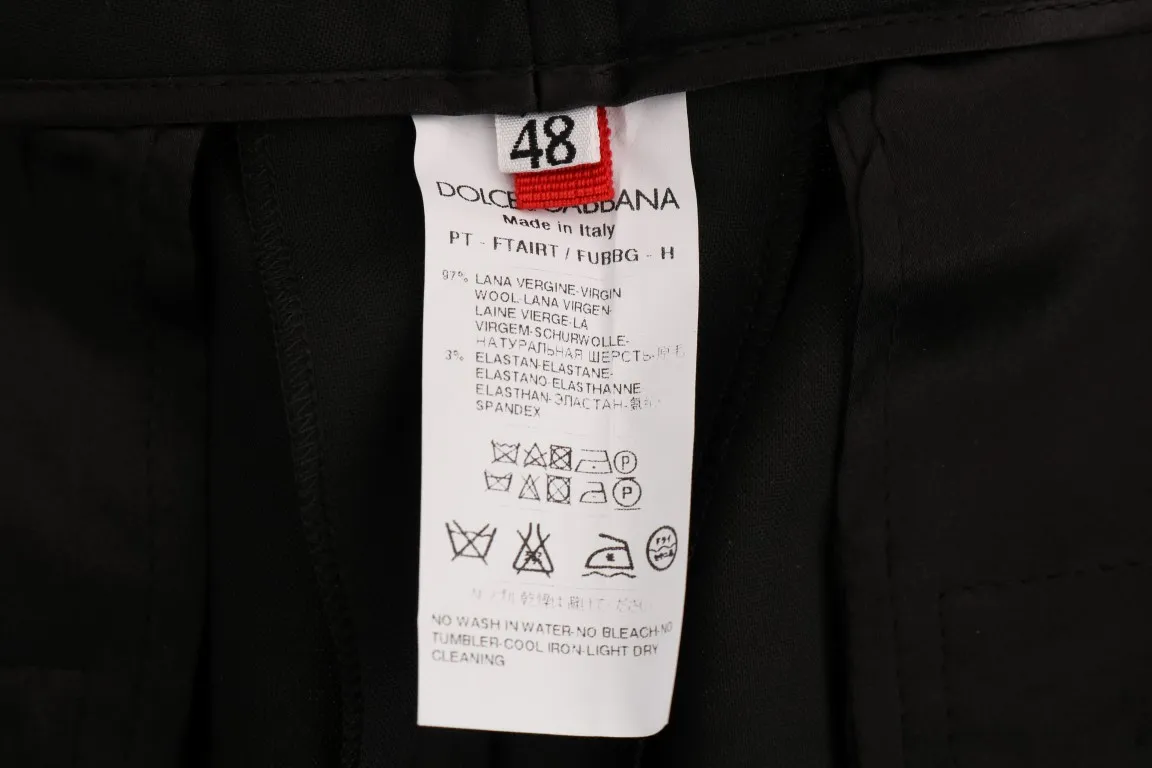 48
DOLCE GABBANA
Made in Italy
PT - FTAIRT / FUBBG - H
97% LANA VERGINE-VIRGIN
WOOL-LANA VIRGEN-
LAINE VIERGE-LÁ
VIRGEM-SCHURWOLLE-
НАТУРАЛЬНАЯ ШЕРСТЬ-
3% ELASTAN-ELASTANE-
ELASTANO-ELASTHANNE
ELASTHAN-ЭЛАСТАН-氨
SPANDEX
P
P
NO WASH IN WATER-NO BLEACH-NO
TUMBLER-COOL IRON-LIGHT DRY
CLEANING